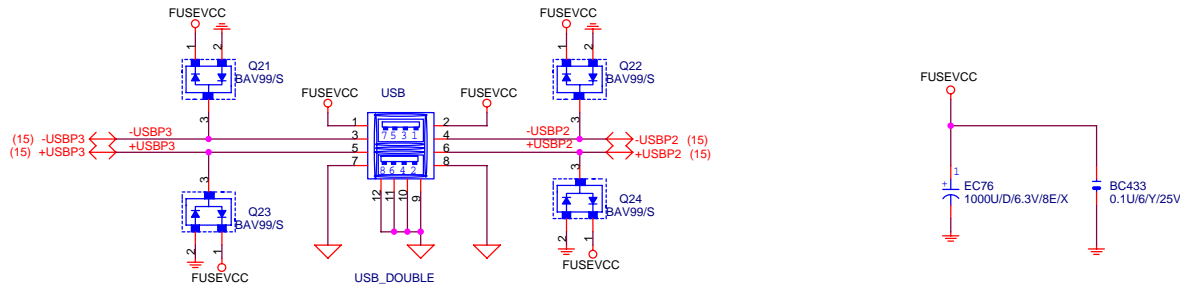 FUSEVCC
FUSEVCC
1
2
1
2
Q21
BAV99/S
Q22
BAV99/S
FUSEVCC
USB
FUSEVCC
FUSEVCC
3
3
1
2
(15) -USBP3
-USBP3
3
7 5 3 1
4
-USBP2
-USBP2 (15)
(15) +USBP3
+USBP3
5
6
+USBP2
+USBP2 (15)
7
8 6 4 2
8
3
3
12
11
10
9
Q23
BAV99/S
Q24
BAV99/S
1
EC76
1000U/D/6.3V/8E/X
+
BC433
0.1U/6/Y/25V
2
1
2
1
FUSEVCC
USB_DOUBLE
FUSEVCC